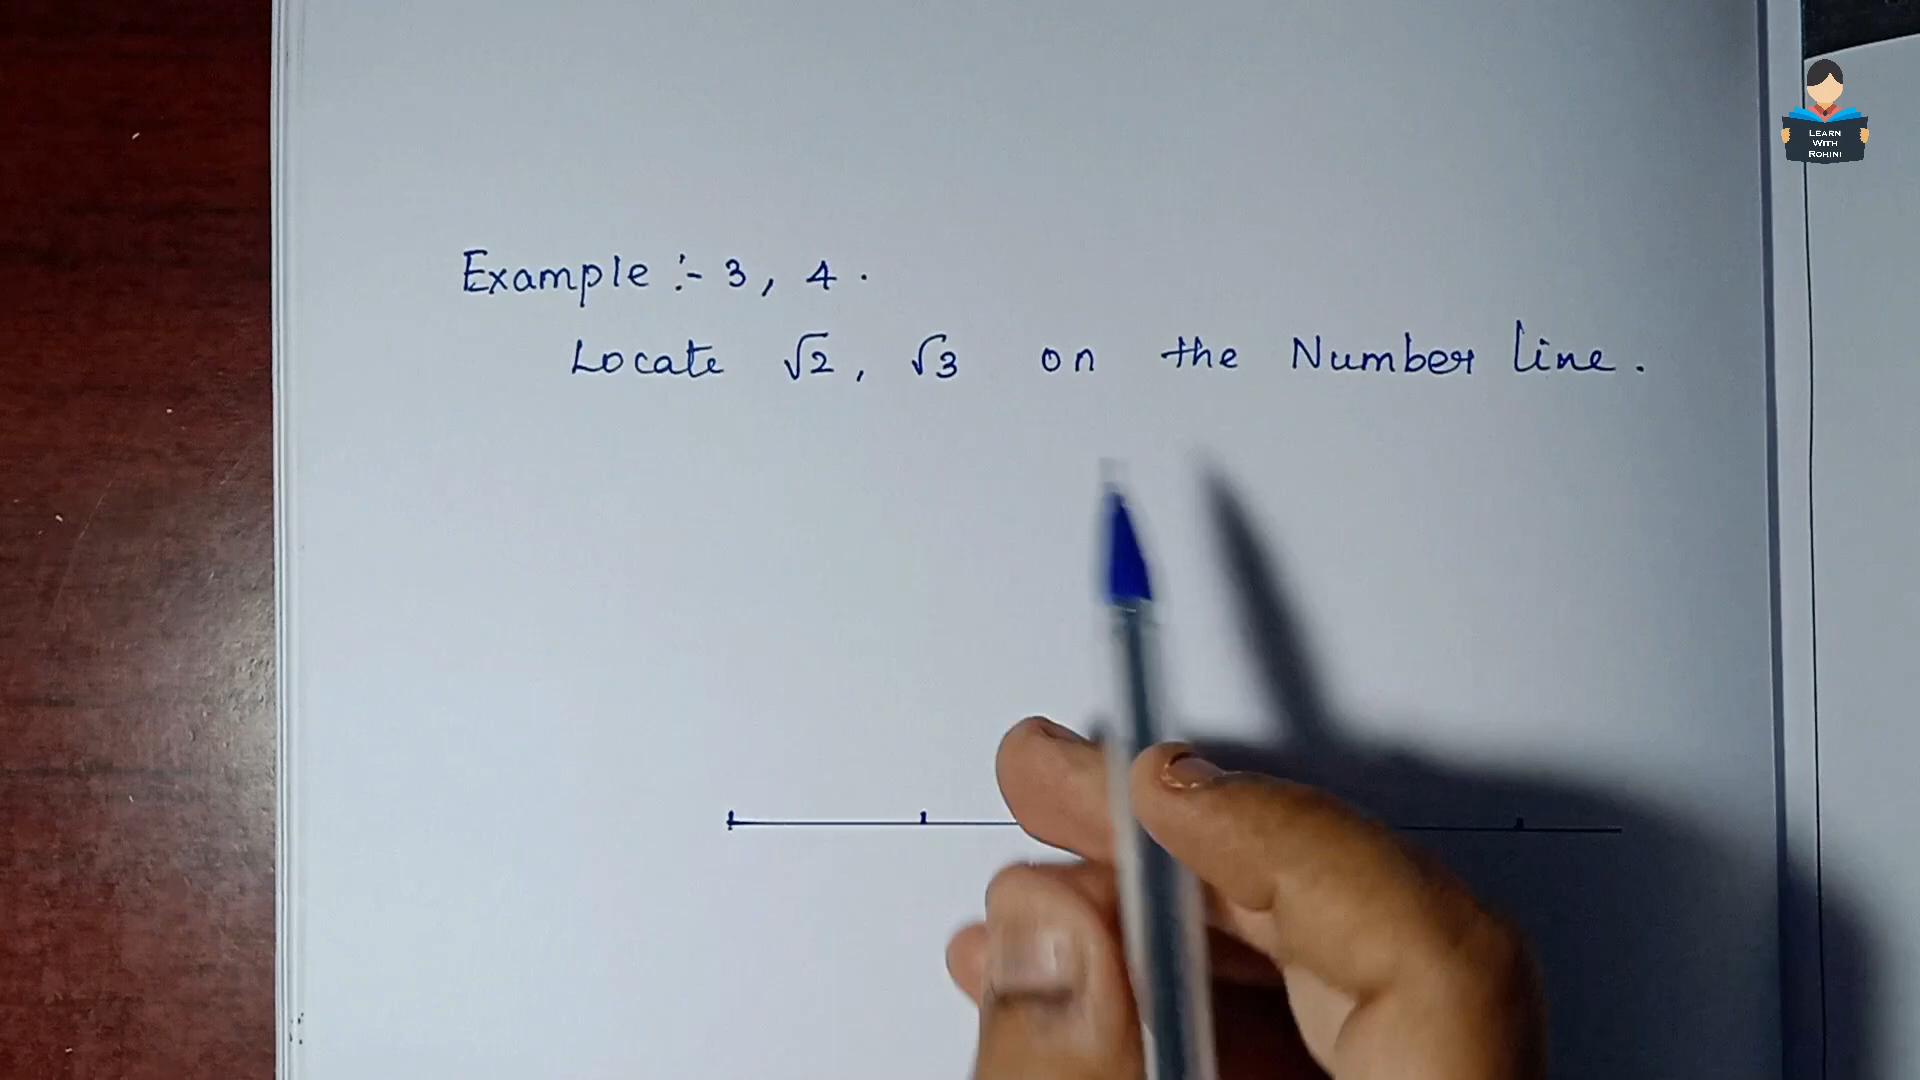 Example :- 3, 4.
Locate √2, √3 on the Number line.
LEARN
WITH
ROHINI